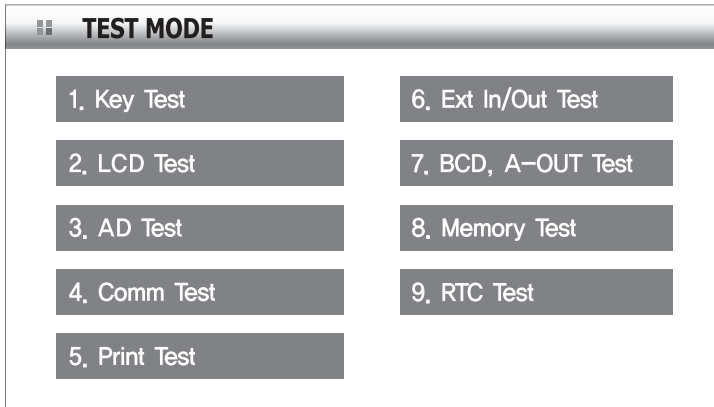 TEST MODE
1. Key Test
2. LCD Test
3. AD Test
4. Comm Test
5. Print Test
6. Ext In/Out Test
7. BCD, A-OUT Test
8. Memory Test
9. RTC Test